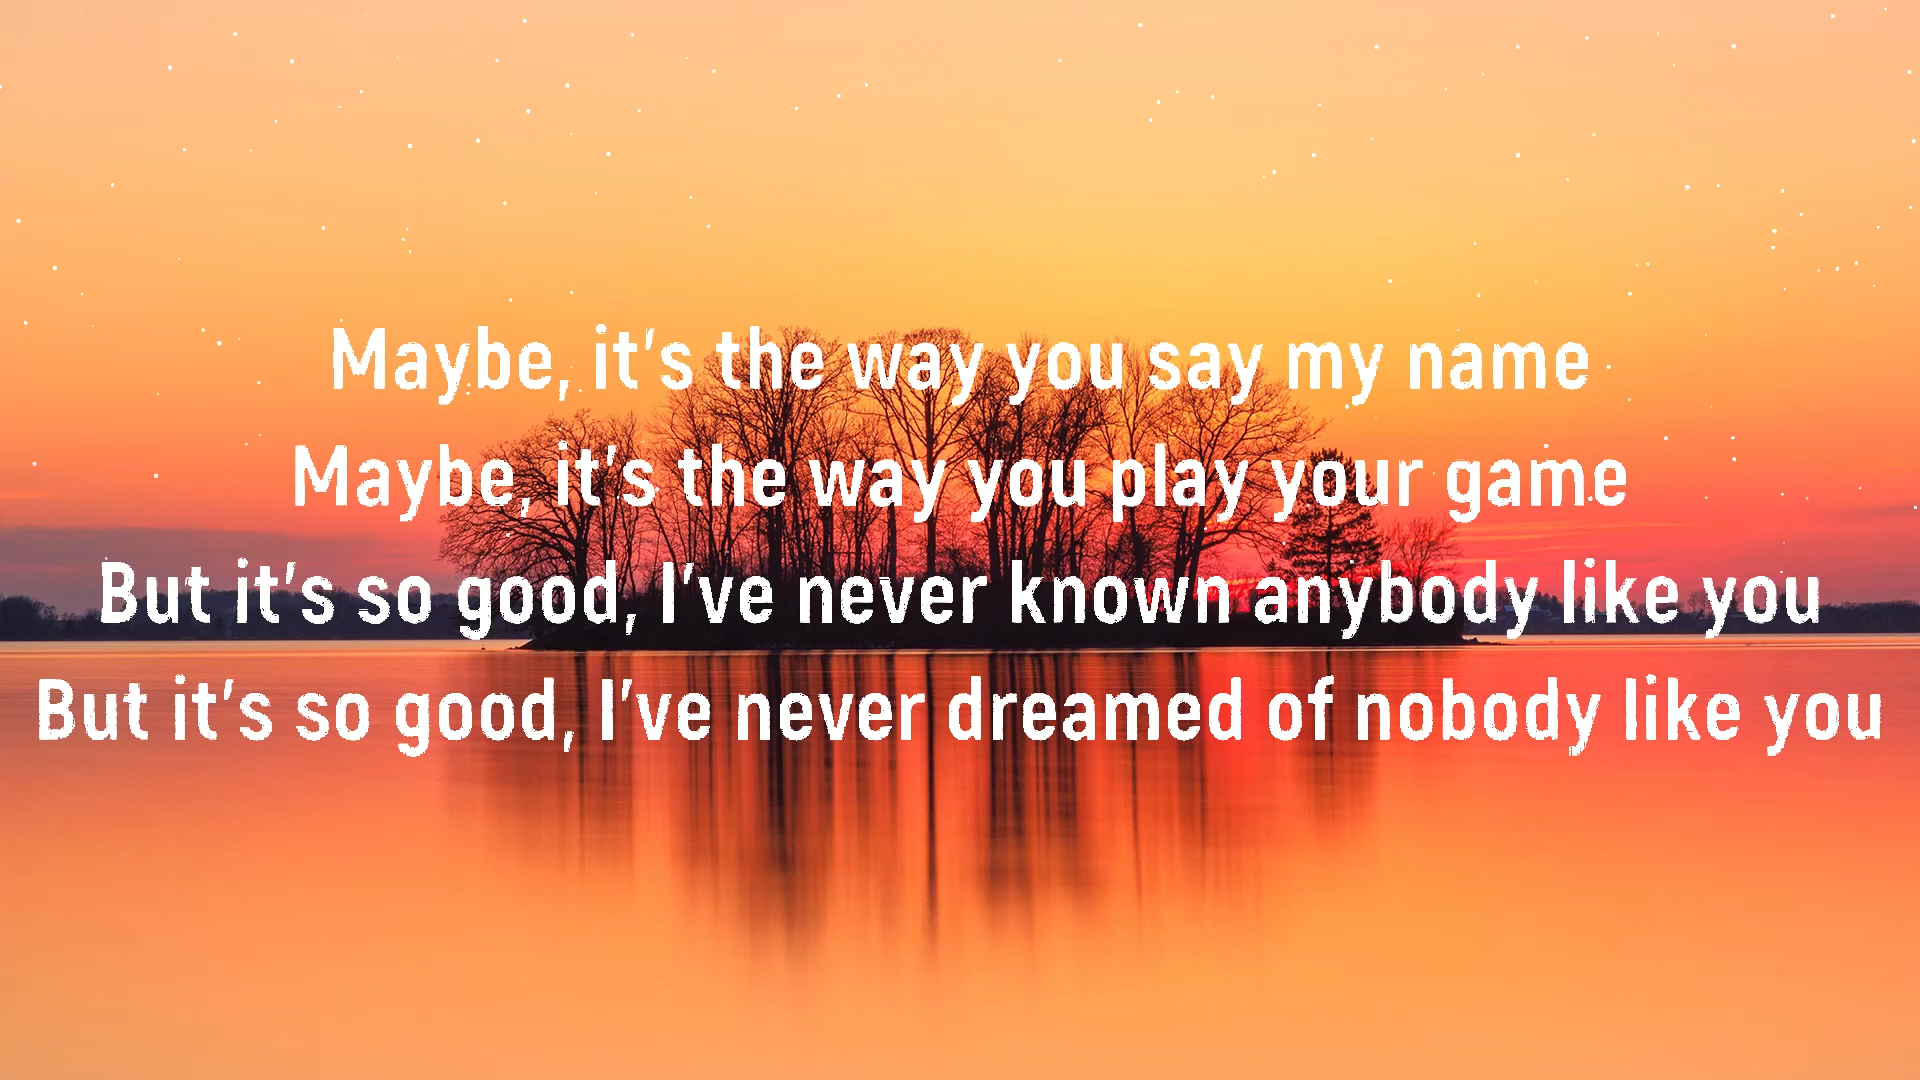 Maybe, it's the way you say my name
Maybe, it's the way you play your game
But it's so good, I've never known anybody like you
But it's so good, I've never dreamed of nobody like you